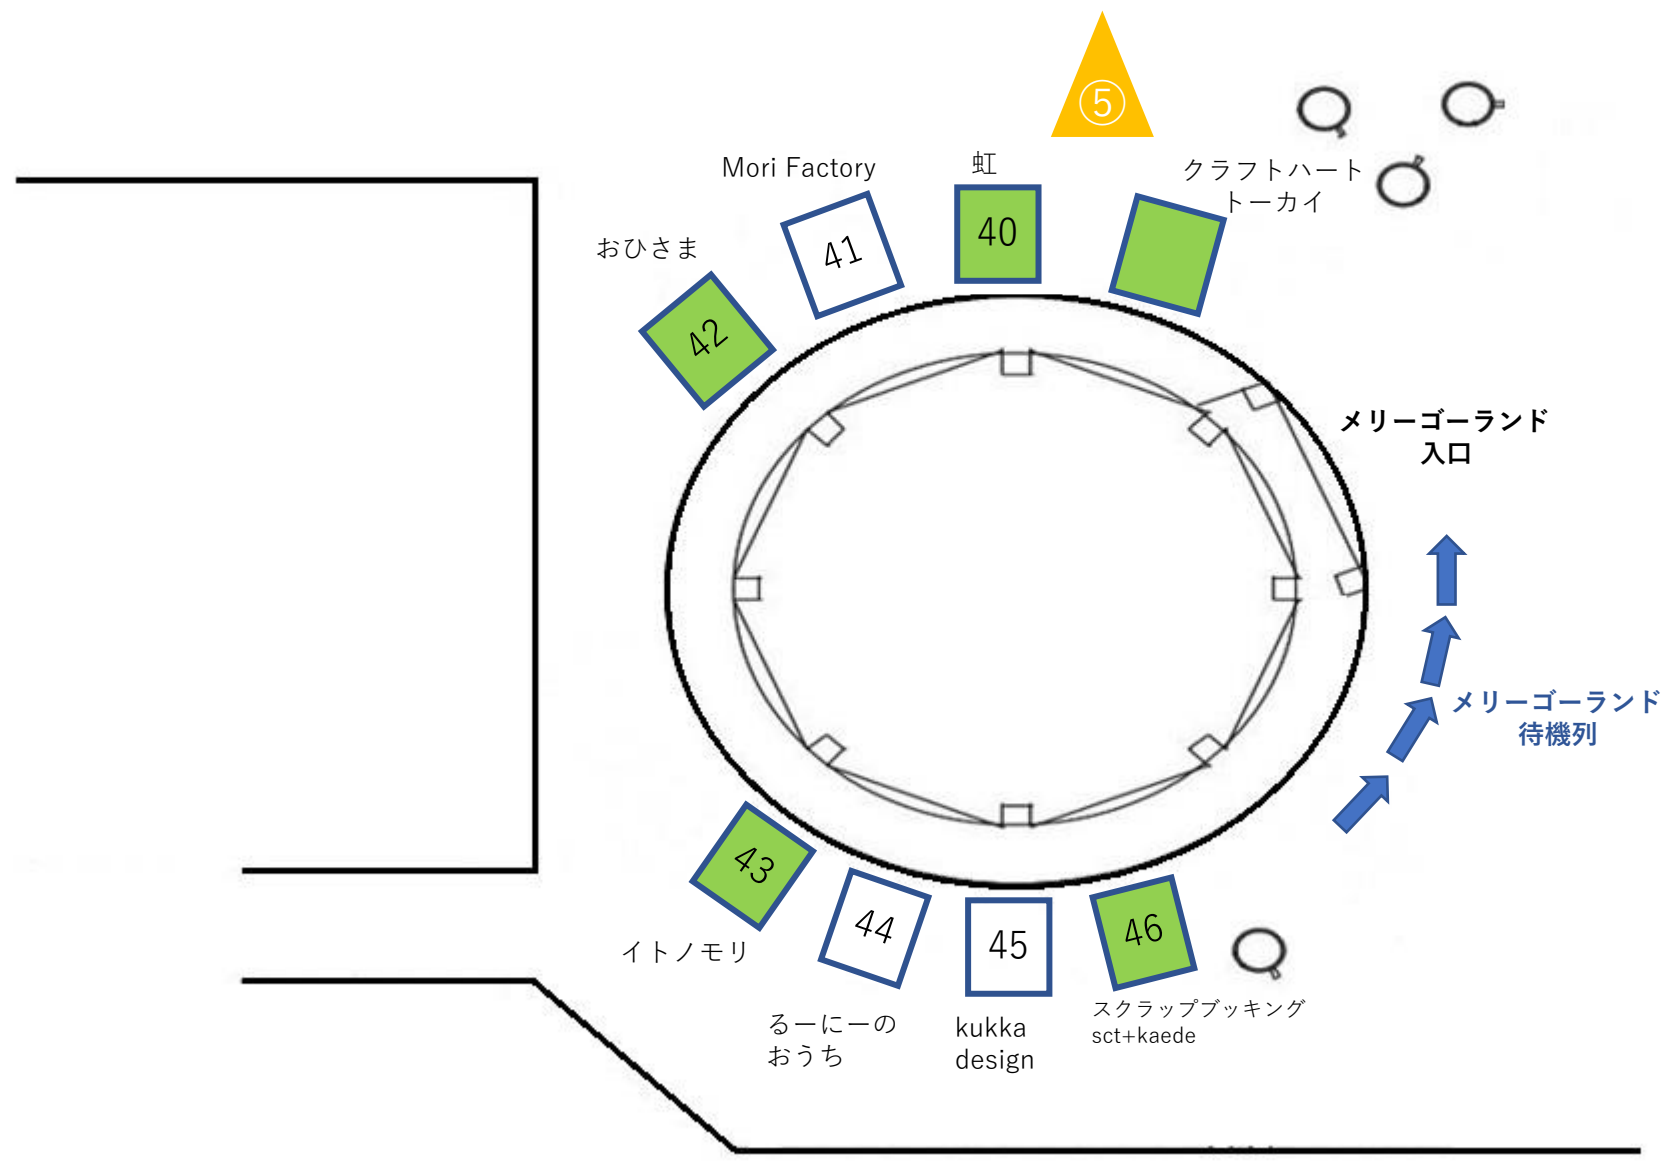 ⑤
Mori Factory
虹
クラフトハート
トーカイ
おひさま
41
40
42
メリーゴーランド
入口
メリーゴーランド
待機列
43
44
45
46
イトノモリ
るーにーの
おうち
kukka
design
スクラップブッキング
sct+kaede